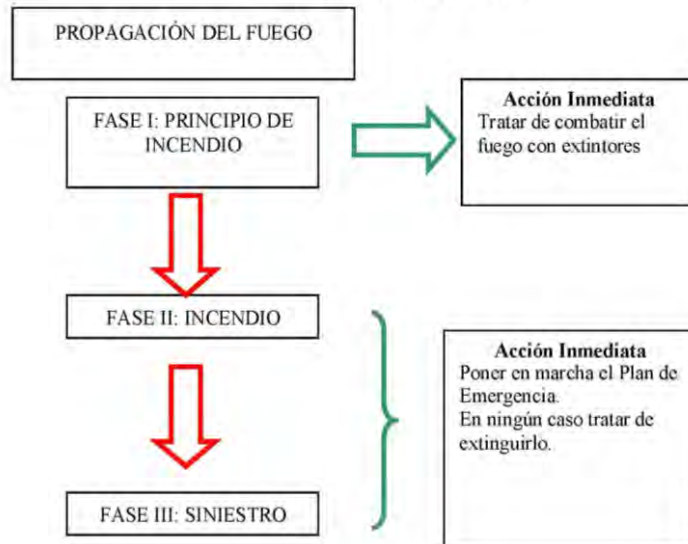 PROPAGACIÓN DEL FUEGO
FASE I: PRINCIPIO DE
INCENDIO
Acción Inmediata
Tratar de combatir el
fuego con extintores
FASE II: INCENDIO
Acción Inmediata
Poner en marcha el Plan de
Emergencia.
En ningún caso tratar de
extinguirlo.
FASE III: SINIESTRO